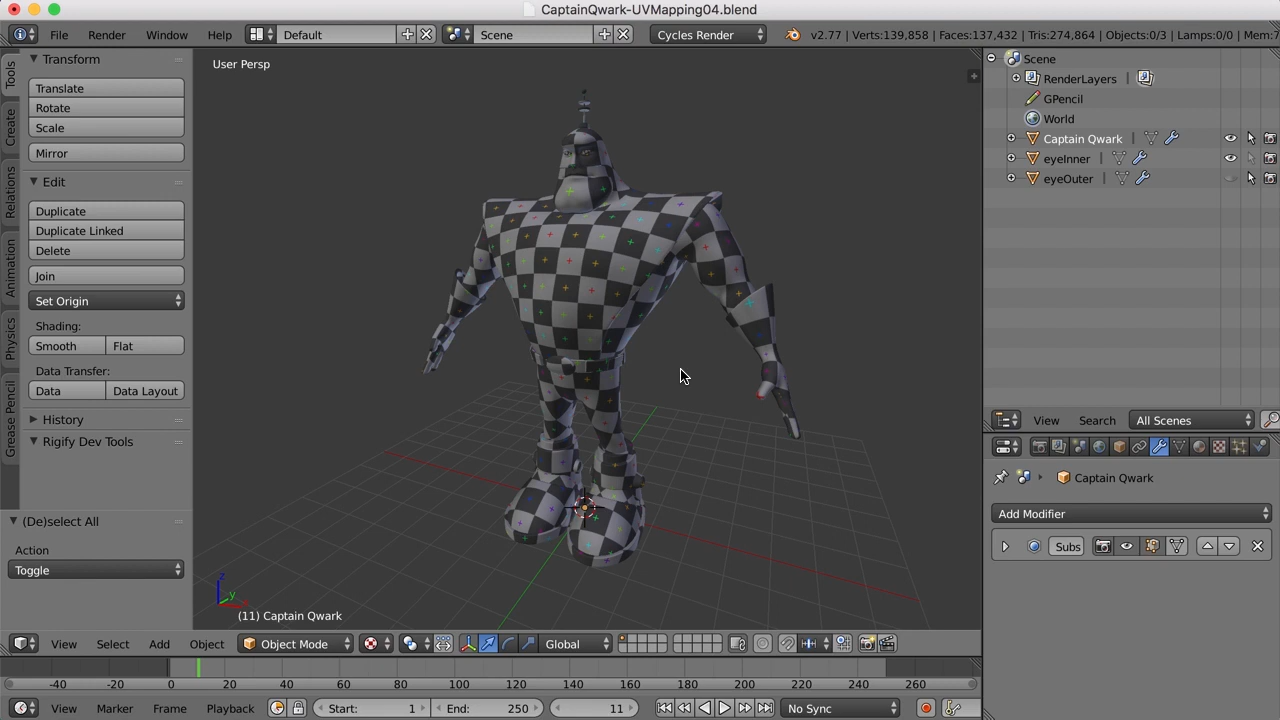 CaptainQwark-UVMapping04.blend
File Render Window Help Default Scene Cycles Render v2.77 | Verts:139,858 | Faces:137,432 | Tris:274,864 | Objects:0/3 | Lamps:0/0 | Mem:7
Tools
Create
Relations
Animation
Physics
Grease Pencil
Transform
Translate
Rotate
Scale
Mirror
Edit
Duplicate
Duplicate Linked
Delete
Join
Set Origin
Shading:
Smooth Flat
Data Transfer:
Data Data Layout
History
Rigify Dev Tools
(De)select All
Action
Toggle
User Persp
z
y
(11) Captain Qwark
View Select Add Object Object Mode Global
-40 -20 0 20 40 60 80 100 120 140 160 180 200 220 240 260
View Marker Frame Playback Start: 1 End: 250 11 No Sync
Scene
RenderLayers |
GPencil
World
Captain Qwark |
eyeInner |
eyeOuter |
View Search All Scenes
Captain Qwark
Add Modifier
Subs